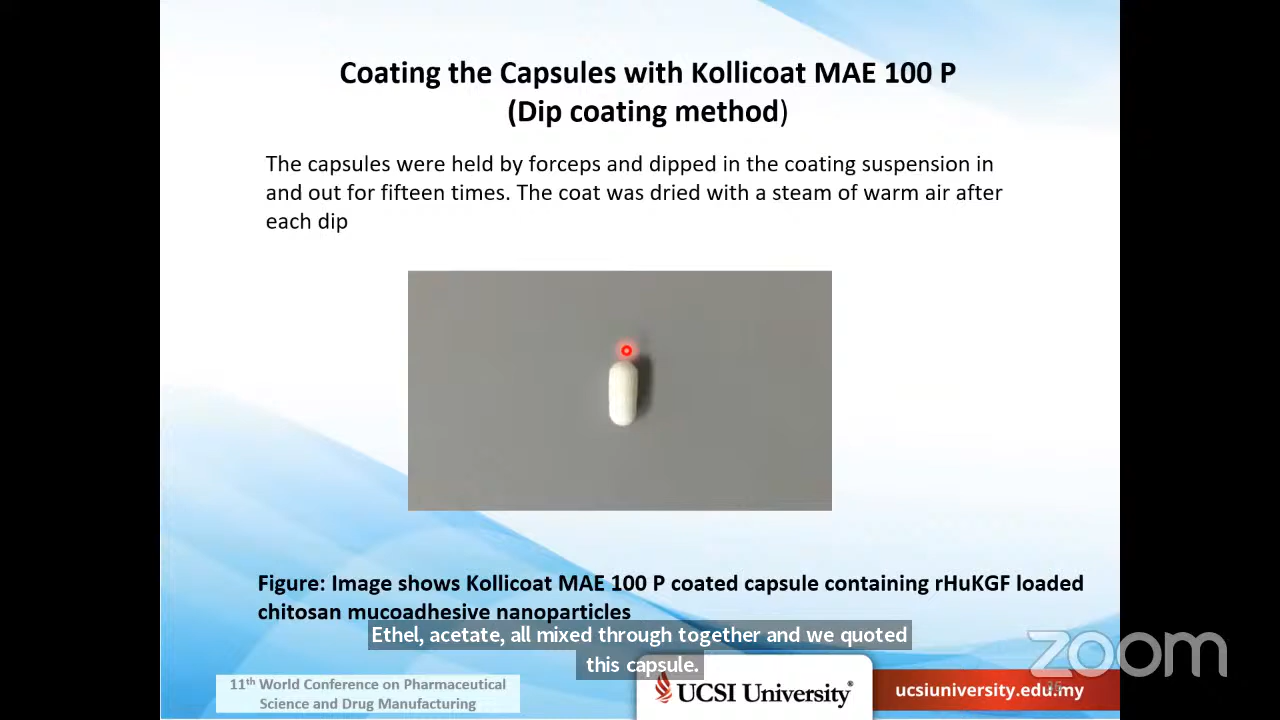 Coating the Capsules with Kollicoat MAE 100 P
(Dip coating method)
The capsules were held by forceps and dipped in the coating suspension in
and out for fifteen times. The coat was dried with a steam of warm air after
each dip
Figure: Image shows Kollicoat MAE 100 P coated capsule containing rHuKGF loaded
chitosan mucoadhesive nanoparticles
Ethel, acetate, all mixed through together and we quoted
this capsule.
zoom
11th World Conference on Pharmaceutical
Science and Drug Manufacturing
UCSI University®
ucsiuniversity.edu.my